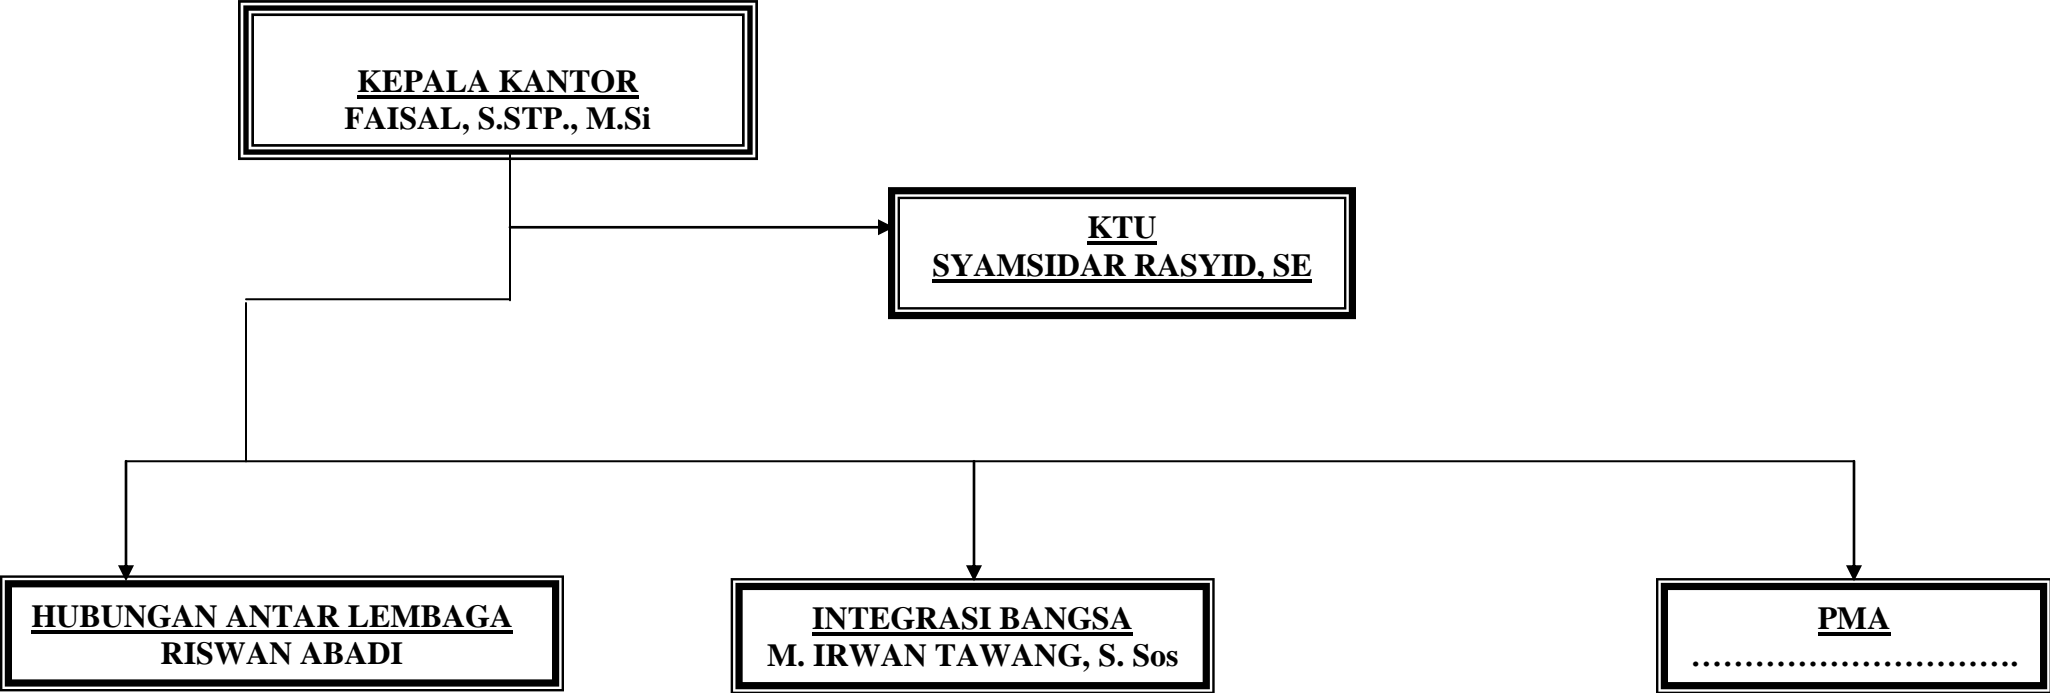 KEPALA KANTOR
FAISAL, S.STP., M.Si
KTU
SYAMSIDAR RASYID, SE
HUBUNGAN ANTAR LEMBAGA
RISWAN ABADI
INTEGRASI BANGSA
M. IRWAN TAWANG, S. Sos
PMA
…………………………..